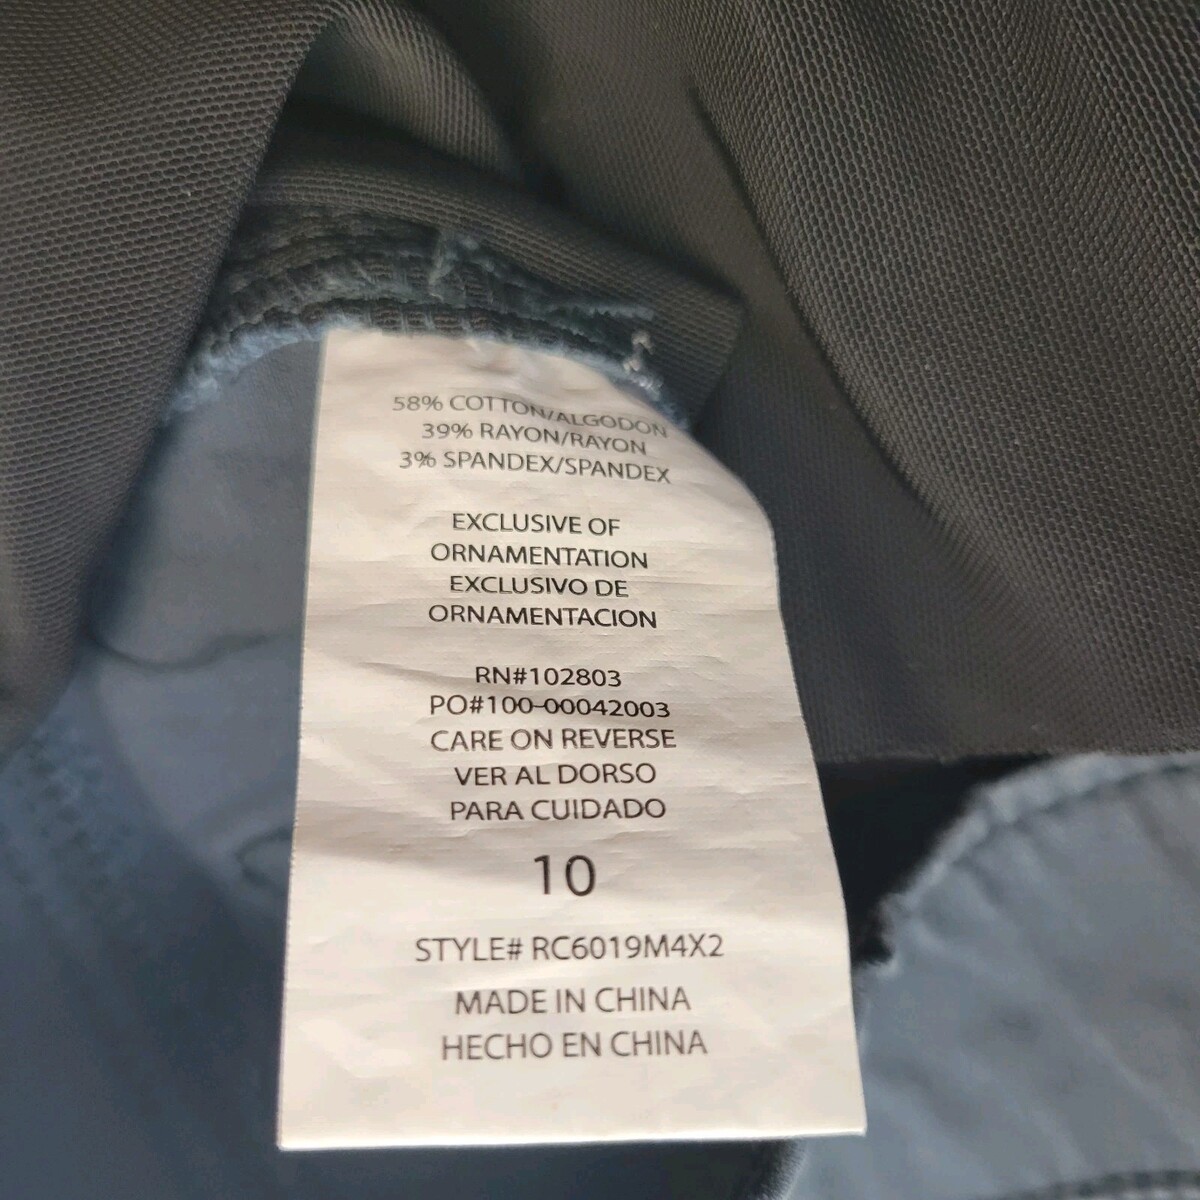 58% COTTON/ALGODON
39% RAYON/RAYON
3% SPANDEX/SPANDEX
EXCLUSIVE OF
ORNAMENTATION
EXCLUSIVO DE
ORNAMENTACION
RN#102803
PO#100-00042003
CARE ON REVERSE
VER AL DORSO
PARA CUIDADO
10
STYLE# RC6019M4X2
MADE IN CHINA
HECHO EN CHINA